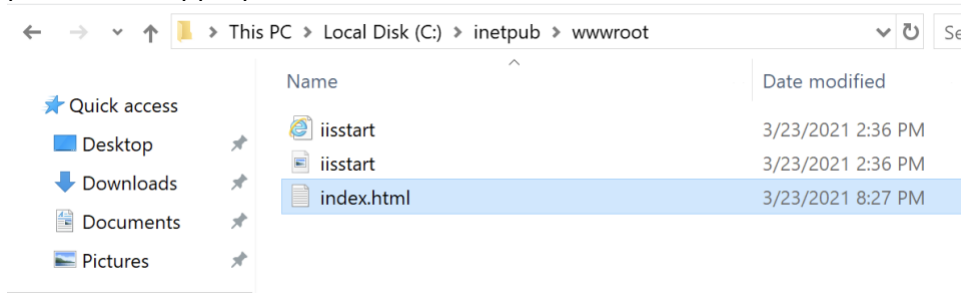 This PC > Local Disk (C:) > inetpub > wwwroot Se
Name Date modified
Quick access
Desktop
Downloads
Documents
Pictures
iisstart 3/23/2021 2:36 PM
iisstart 3/23/2021 2:36 PM
index.html 3/23/2021 8:27 PM